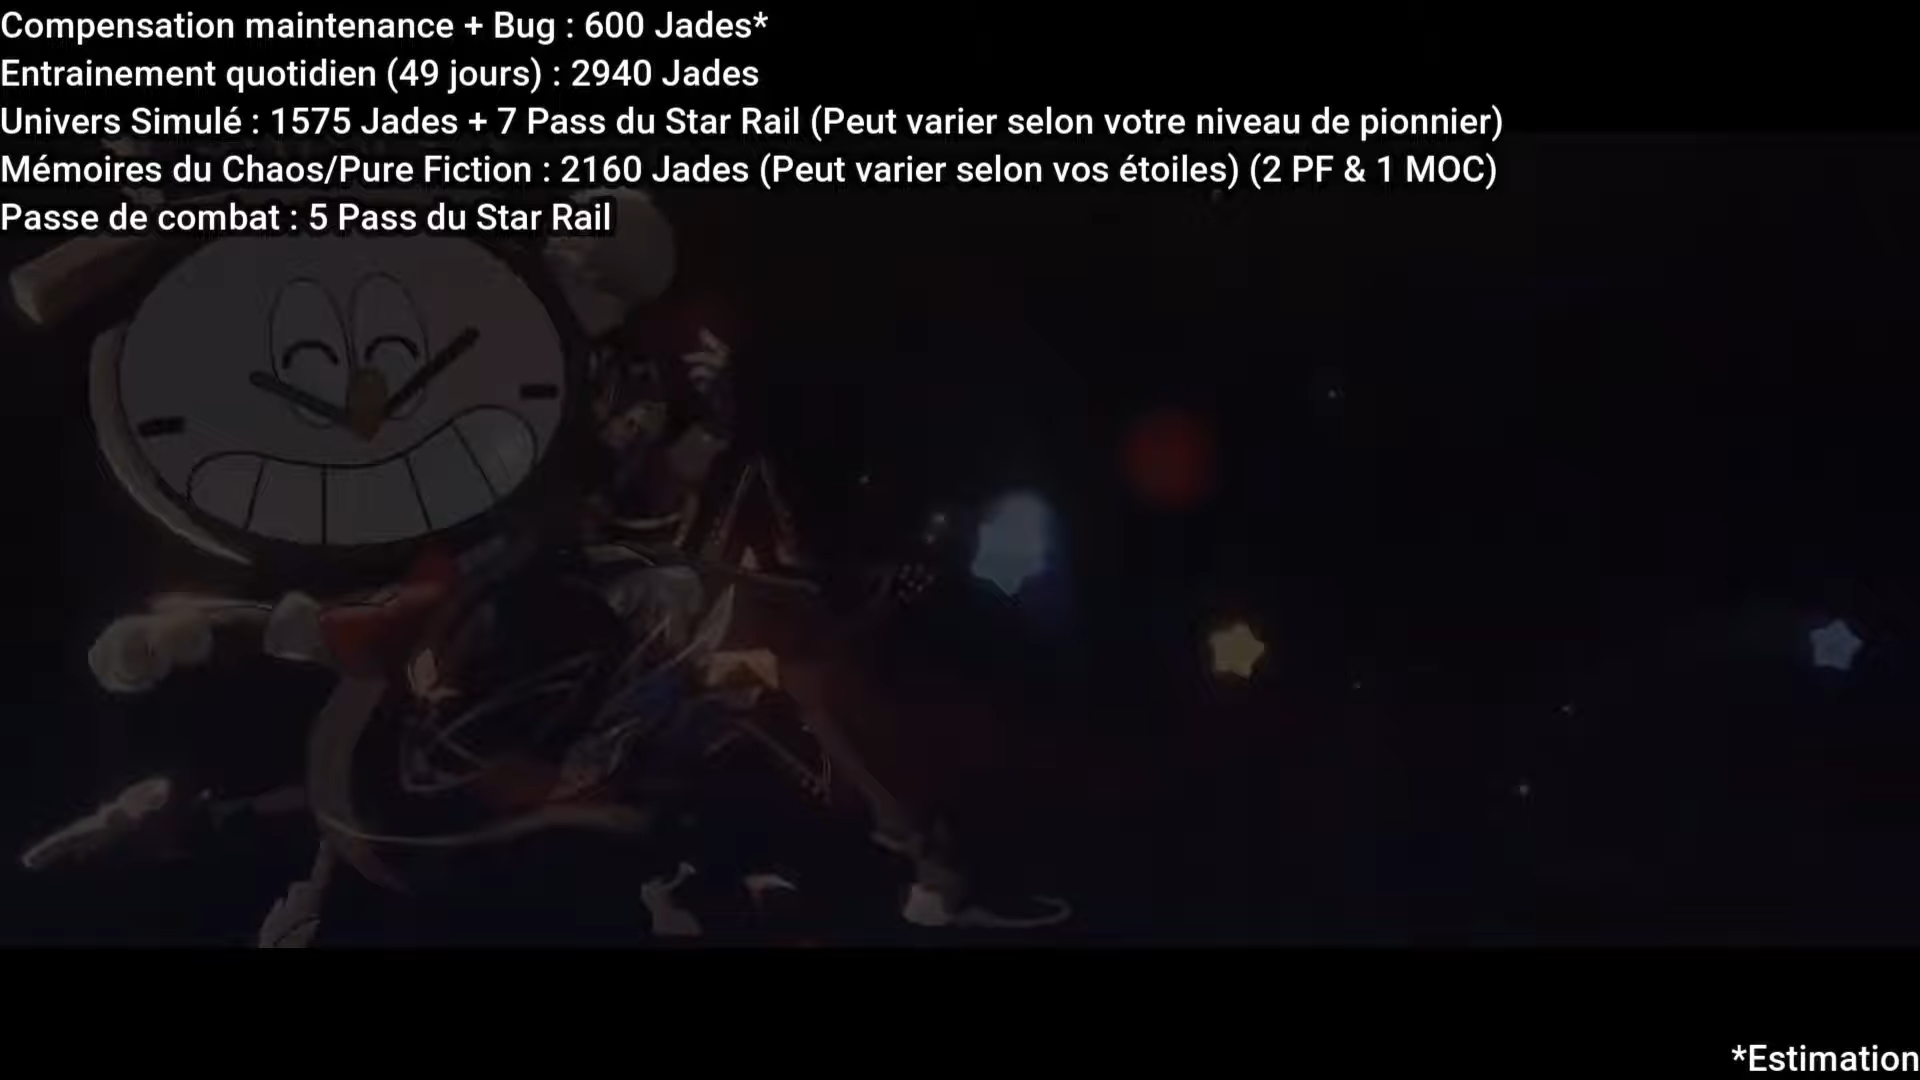 Compensation maintenance + Bug : 600 Jades*
Entrainement quotidien (49 jours) : 2940 Jades
Univers Simulé : 1575 Jades + 7 Pass du Star Rail (Peut varier selon votre niveau de pionnier)
Mémoires du Chaos/Pure Fiction : 2160 Jades (Peut varier selon vos étoiles) (2 PF & 1 MOC)
Passe de combat : 5 Pass du Star Rail
*Estimation